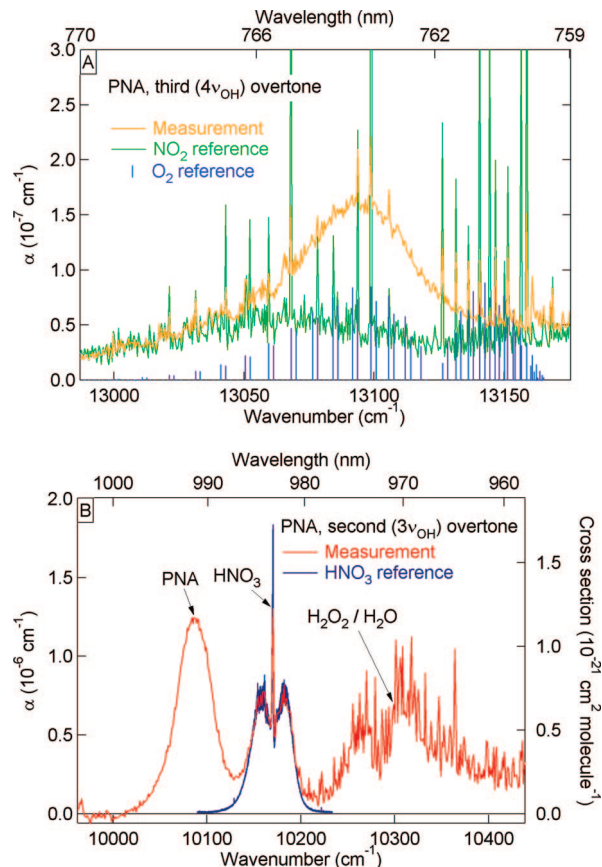 Wavelength (nm)
770 766 762 759
A
PNA, third (4νOH) overtone
Measurement
NO2 reference
O2 reference
3.0
2.5
2.0
1.5
1.0
0.5
0.0
α (10-7 cm-1)
13000 13050 13100 13150
Wavenumber (cm-1)
Wavelength (nm)
1000 990 980 970 960
B
PNA, second (3νOH) overtone
Measurement
HNO3 reference
PNA
HNO3
H2O2 / H2O
2.0
1.5
1.0
0.5
0.0
α (10-6 cm-1)
1.5
1.0
0.5
0.0
Cross section (10-21 cm2 molecule-1)
10000 10100 10200 10300 10400
Wavenumber (cm-1)